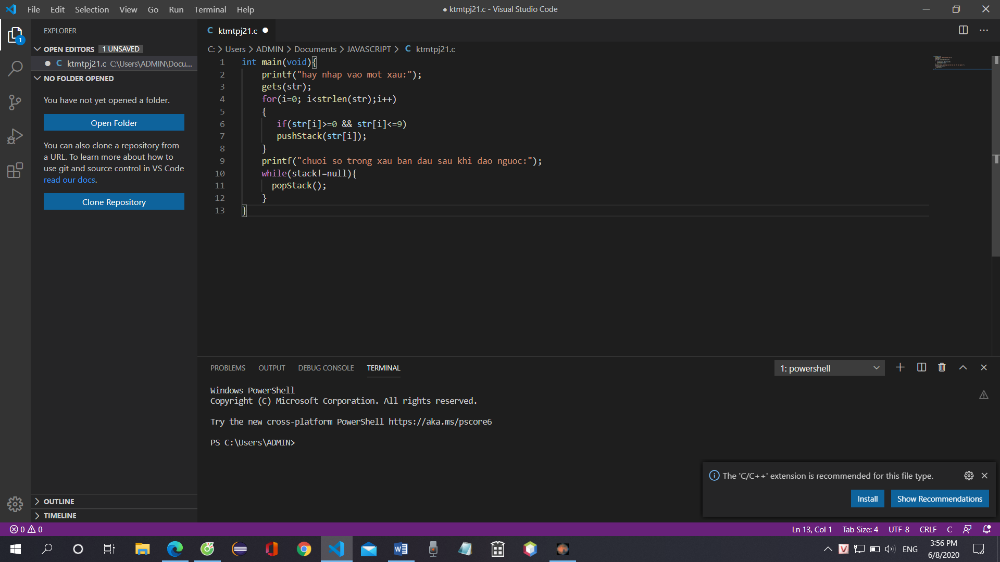 File Edit Selection View Go Run Terminal Help
● ktmtpj21.c - Visual Studio Code
EXPLORER
OPEN EDITORS 1 UNSAVED
C ktmtpj21.c C:\Users\ADMIN\Docu...
NO FOLDER OPENED
You have not yet opened a folder.
Open Folder
You can also clone a repository from
a URL. To learn more about how to
use git and source control in VS Code
read our docs.
Clone Repository
OUTLINE
TIMELINE
1
C ktmtpj21.c ●
C: > Users > ADMIN > Documents > JAVASCRIPT > C ktmtpj21.c
1 int main(void){
2 printf("hay nhap vao mot xau:");
3 gets(str);
4 for(i=0; i<strlen(str);i++)
5 {
6 if(str[i]>=0 && str[i]<=9)
7 pushStack(str[i]);
8 }
9 printf("chuoi so trong xau ban dau sau khi dao nguoc:");
10 while(stack!=null){
11 popStack();
12 }
13 }
PROBLEMS OUTPUT DEBUG CONSOLE TERMINAL
1: powershell
Windows PowerShell
Copyright (C) Microsoft Corporation. All rights reserved.
Try the new cross-platform PowerShell https://aka.ms/pscore6
PS C:\Users\ADMIN>
The 'C/C++' extension is recommended for this file type.
Install Show Recommendations
0 0
Ln 13, Col 1 Tab Size: 4 UTF-8 CRLF C
ENG
3:56 PM
6/8/2020